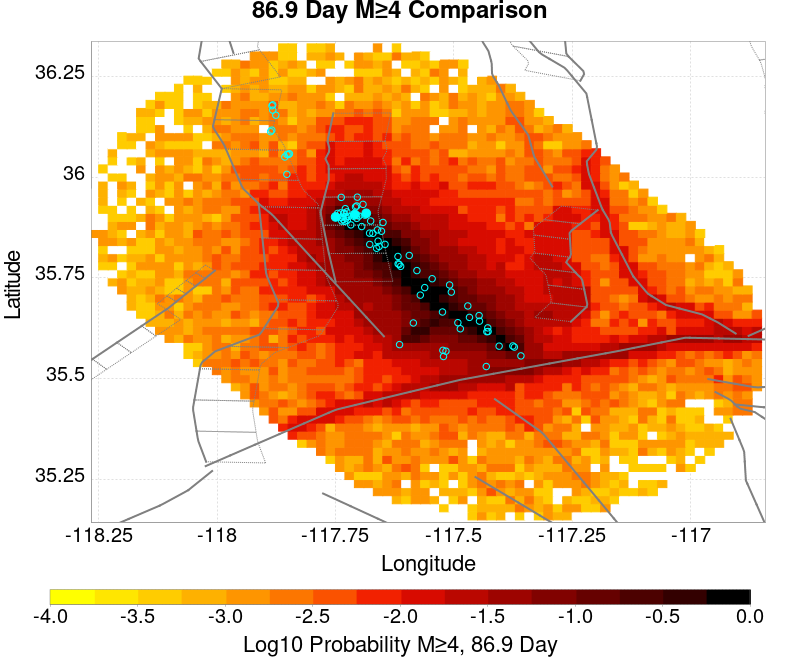 86.9 Day M≥4 Comparison
36.25
36
35.75
35.5
35.25
Latitude
-118.25 -118 -117.75 -117.5 -117.25 -117
Longitude
-4.0 -3.5 -3.0 -2.5 -2.0 -1.5 -1.0 -0.5 0.0
Log10 Probability M≥4, 86.9 Day